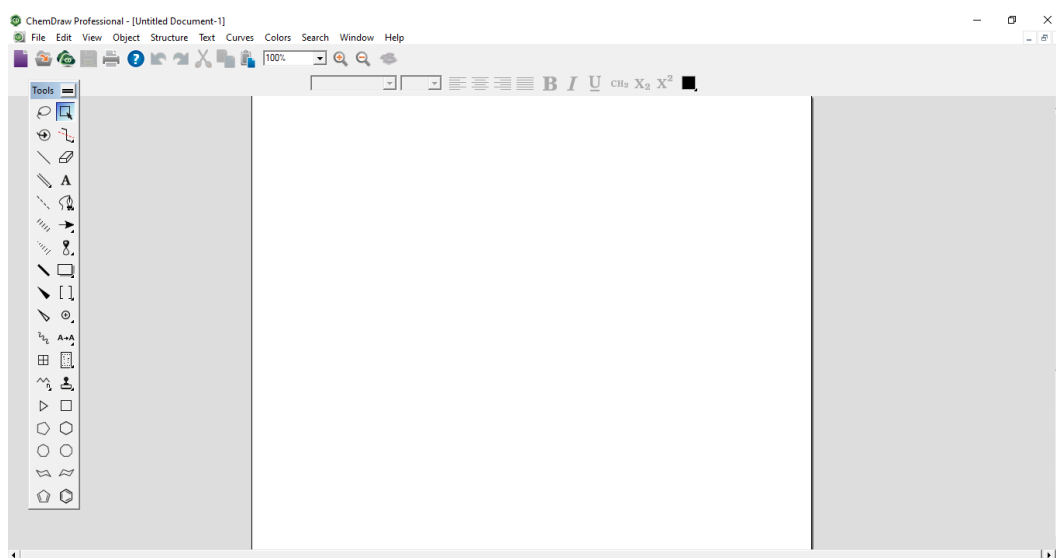 ChemDraw Professional - [Untitled Document-1]
File Edit View Object Structure Text Curves Colors Search Window Help
100%
B I U CH₂ X₂ X²
Tools
A
A→A